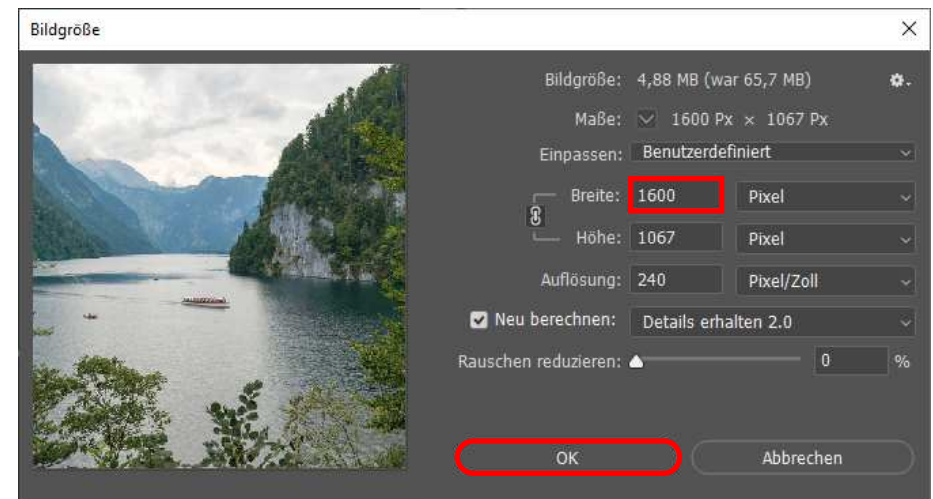 Bildgröße
Bildgröße: 4,88 MB (war 65,7 MB)
Maße: 1600 Px × 1067 Px
Einpassen: Benutzerdefiniert
Breite: 1600 Pixel
Höhe: 1067 Pixel
Auflösung: 240 Pixel/Zoll
Neu berechnen: Details erhalten 2.0
Rauschen reduzieren: 0 %
OK Abbrechen